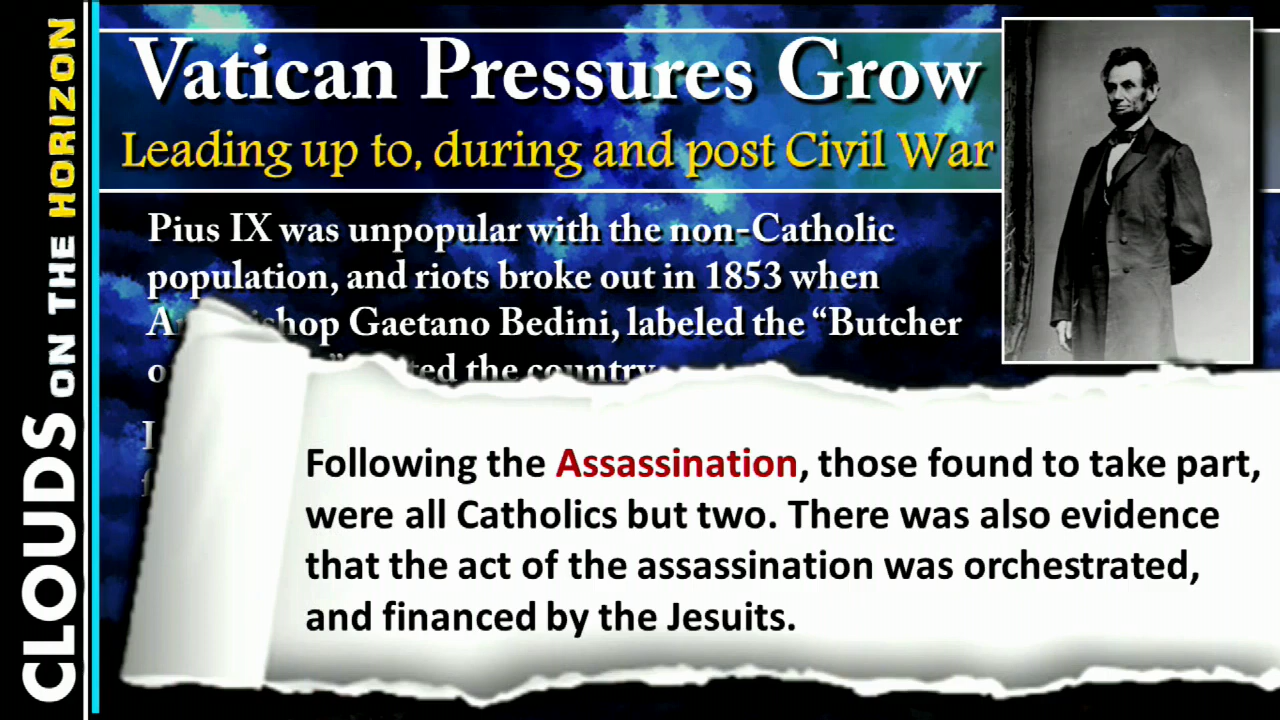 CLOUDS ON THE HORIZON
Vatican Pressures Grow
Leading up to, during and post Civil War
Pius IX was unpopular with the non-Catholic
population, and riots broke out in 1853 when
Gaetano Bedini, labeled the “Butcher
the country
Following the Assassination, those found to take part,
were all Catholics but two. There was also evidence
that the act of the assassination was orchestrated,
and financed by the Jesuits.